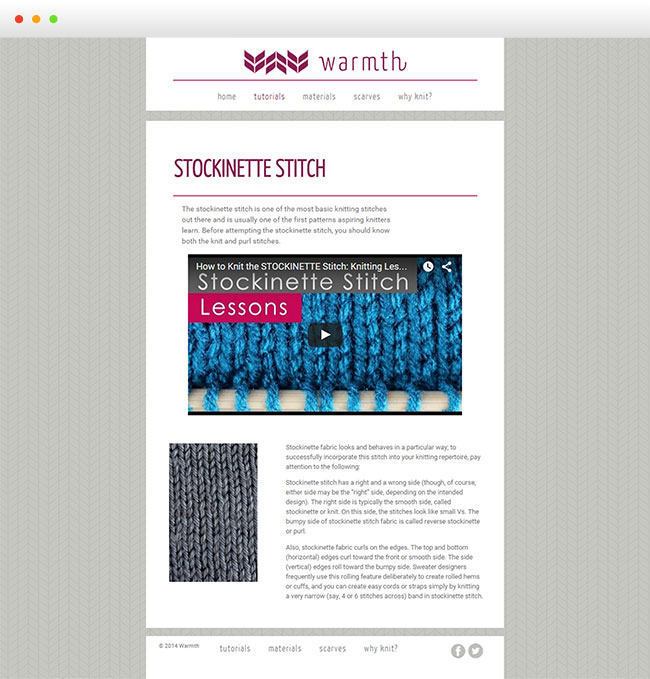 warmth
home tutorials materials scarves why knit?
STOCKINETTE STITCH
The stockinette stitch is one of the most basic knitting stitches
out there and is usually one of the first patterns aspiring knitters
learn. Before attempting the stockinette stitch, you should know
both the knit and purl stitches.
How to Knit the STOCKINETTE Stitch: Knitting Les...
Stockinette Stitch
Lessons
Stockinette fabric looks and behaves in a particular way; to
successfully incorporate this stitch into your knitting repertoire, pay
attention to the following:
Stockinette stitch has a right and a wrong side (though, of course,
either side may be the "right" side, depending on the intended
design). The right side is typically the smooth side, called
stockinette or knit. On this side, the stitches look like small Vs. The
bumpy side of stockinette stitch fabric is called reverse stockinette
or purl.
Also, stockinette fabric curls on the edges. The top and bottom
(horizontal) edges curl toward the front or smooth side. The side
(vertical) edges roll toward the bumpy side. Sweater designers
frequently use this rolling feature deliberately to create rolled hems
or cuffs, and you can create easy cords or straps simply by knitting
a very narrow (say, 4 or 6 stitches across) band in stockinette stitch.
© 2014 Warmth tutorials materials scarves why knit?